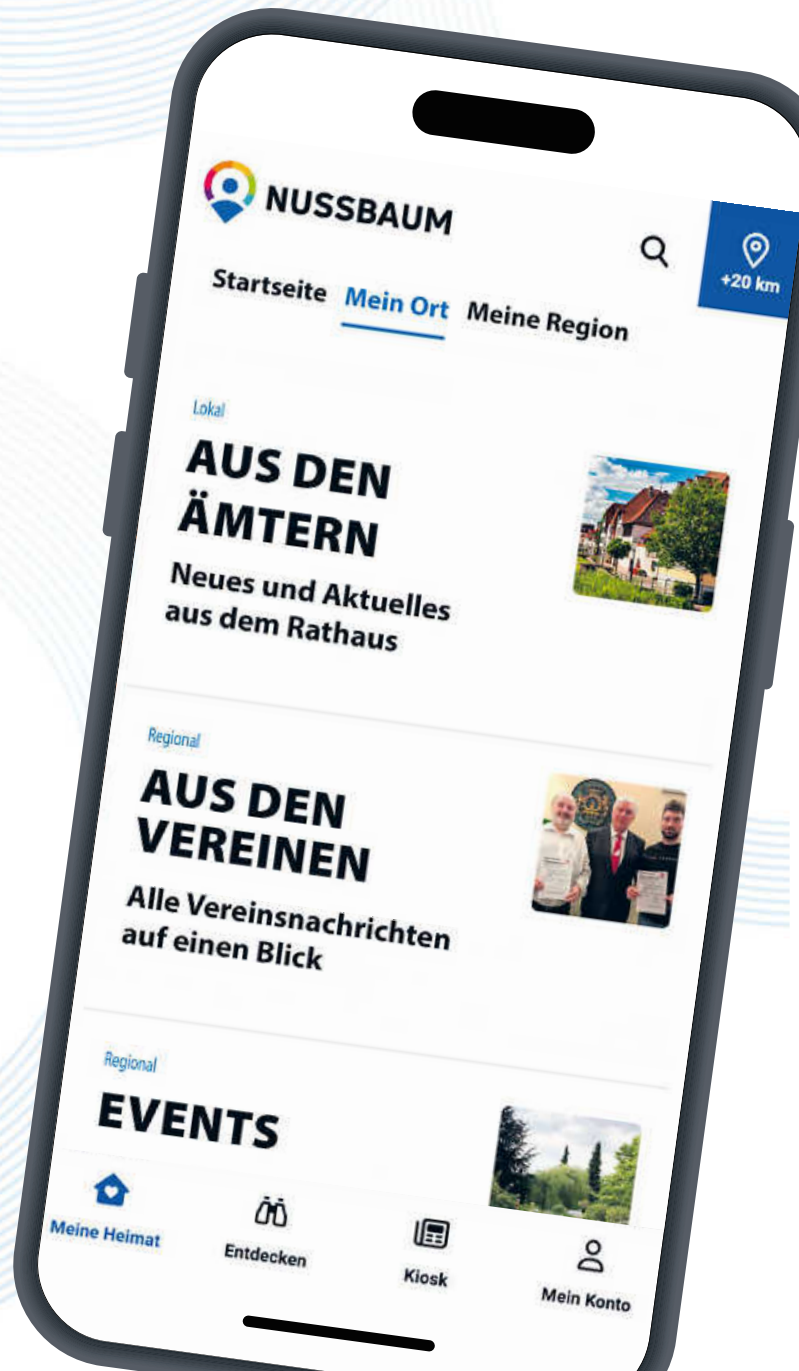 NUSSBAUM
+20 km
Startseite Mein Ort Meine Region
Lokal
AUS DEN
ÄMTERN
Neues und Aktuelles
aus dem Rathaus
Regional
AUS DEN
VEREINEN
Alle Vereinsnachrichten
auf einen Blick
Regional
EVENTS
Meine Heimat
Entdecken
Kiosk
Mein Konto